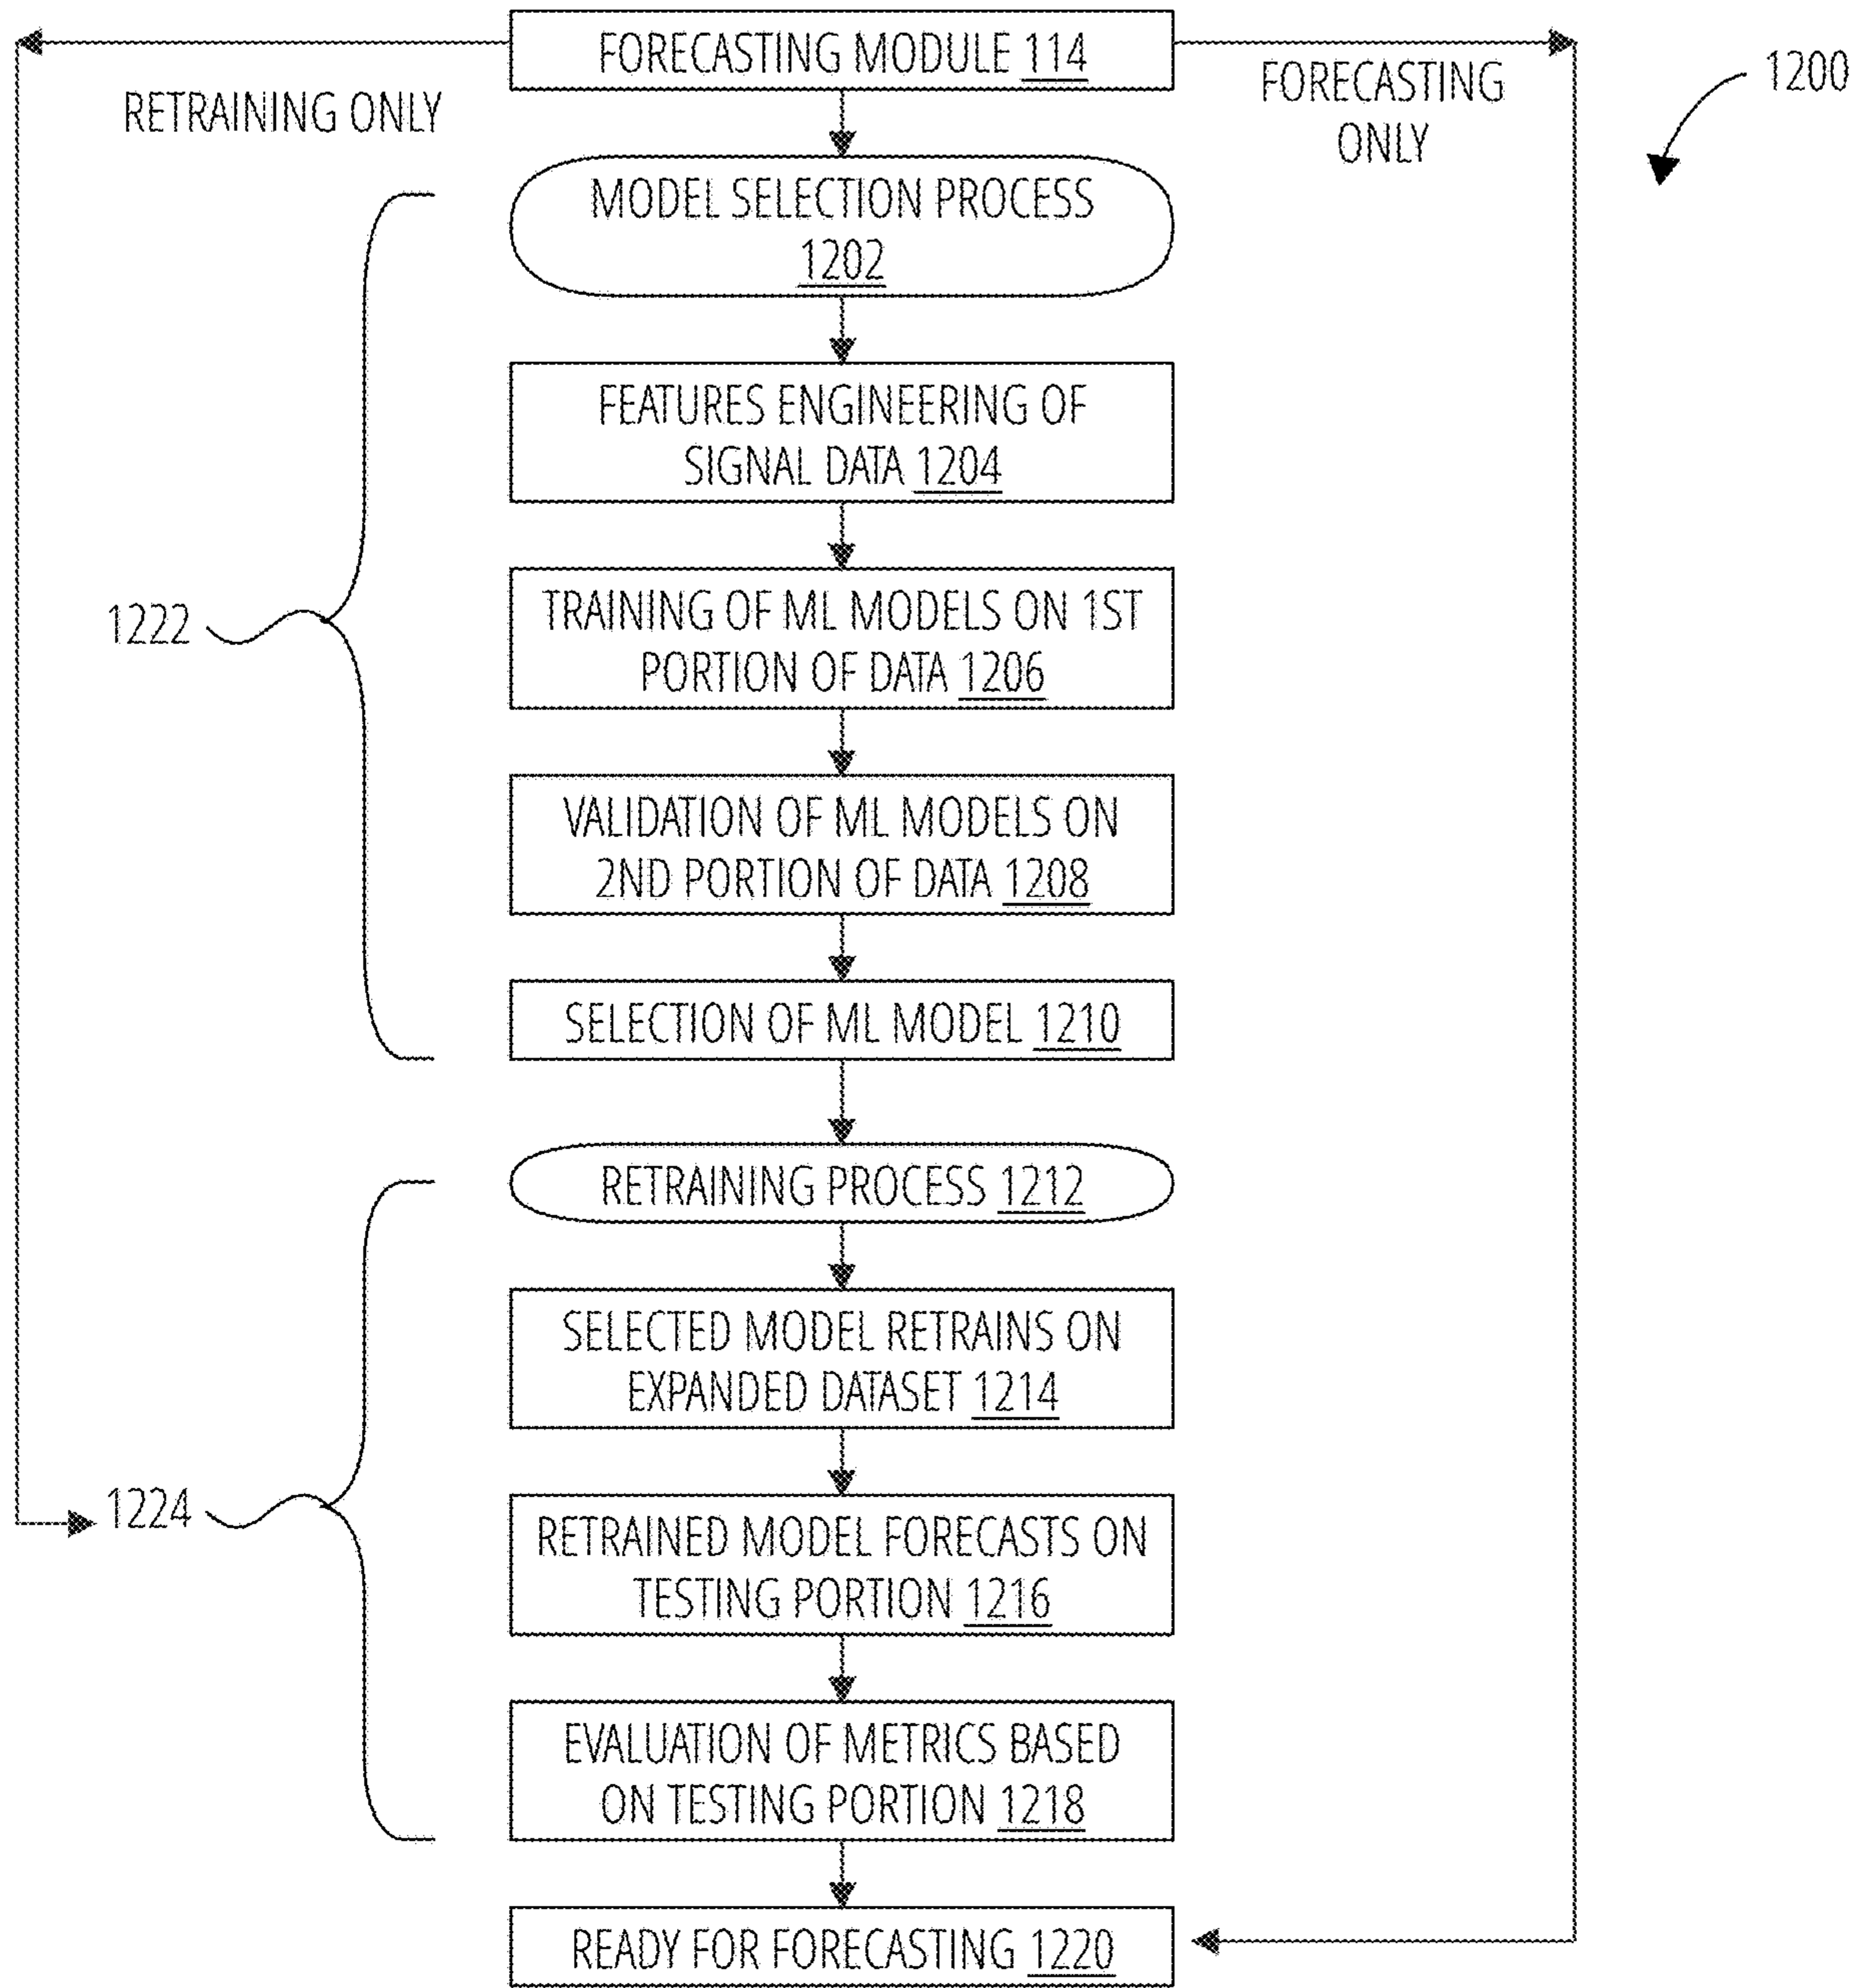 FORECASTING MODULE 114
RETRAINING ONLY
FORECASTING
ONLY
1200
MODEL SELECTION PROCESS
1202
FEATURES ENGINEERING OF
SIGNAL DATA 1204
TRAINING OF ML MODELS ON 1ST
PORTION OF DATA 1206
1222
VALIDATION OF ML MODELS ON
2ND PORTION OF DATA 1208
SELECTION OF ML MODEL 1210
RETRAINING PROCESS 1212
SELECTED MODEL RETRAINS ON
EXPANDED DATASET 1214
1224
RETRAINED MODEL FORECASTS ON
TESTING PORTION 1216
EVALUATION OF METRICS BASED
ON TESTING PORTION 1218
READY FOR FORECASTING 1220